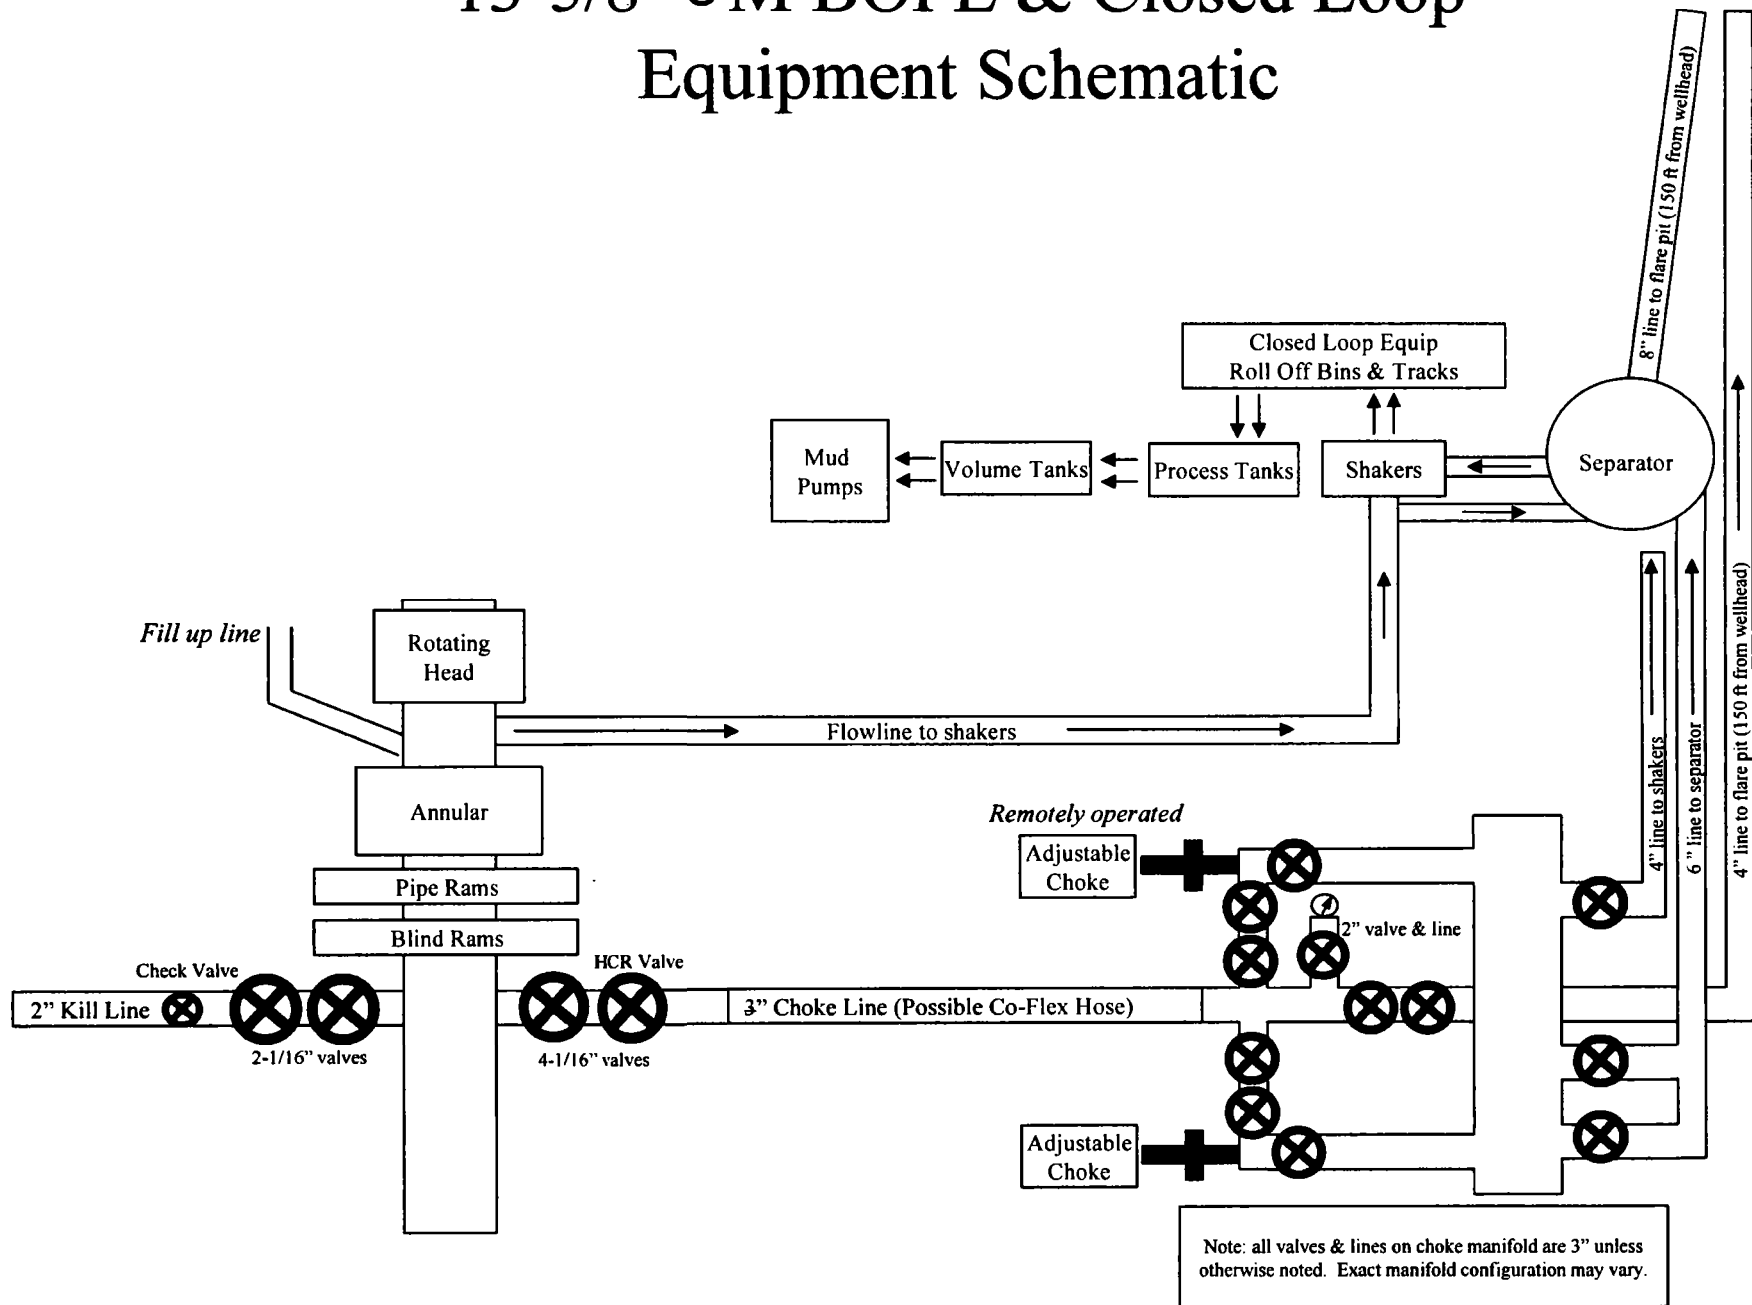 M BOPE & Closed Loop
Equipment Schematic
8" line to flare pit (150 ft from wellhead)
Closed Loop Equip
Roll Off Bins & Tracks
Mud
Pumps
Volume Tanks
Process Tanks
Shakers
Separator
Fill up line
Rotating
Head
Flowline to shakers
Annular
Pipe Rams
Blind Rams
Remotely operated
Adjustable
Choke
4" line to shakers
6 " line to separator
4" line to flare pit (150 ft from wellhead)
2" valve & line
Check Valve
HCR Valve
2" Kill Line
3" Choke Line (Possible Co-Flex Hose)
2-1/16" valves
4-1/16" valves
Adjustable
Choke
Note: all valves & lines on choke manifold are 3" unless
otherwise noted. Exact manifold configuration may vary.